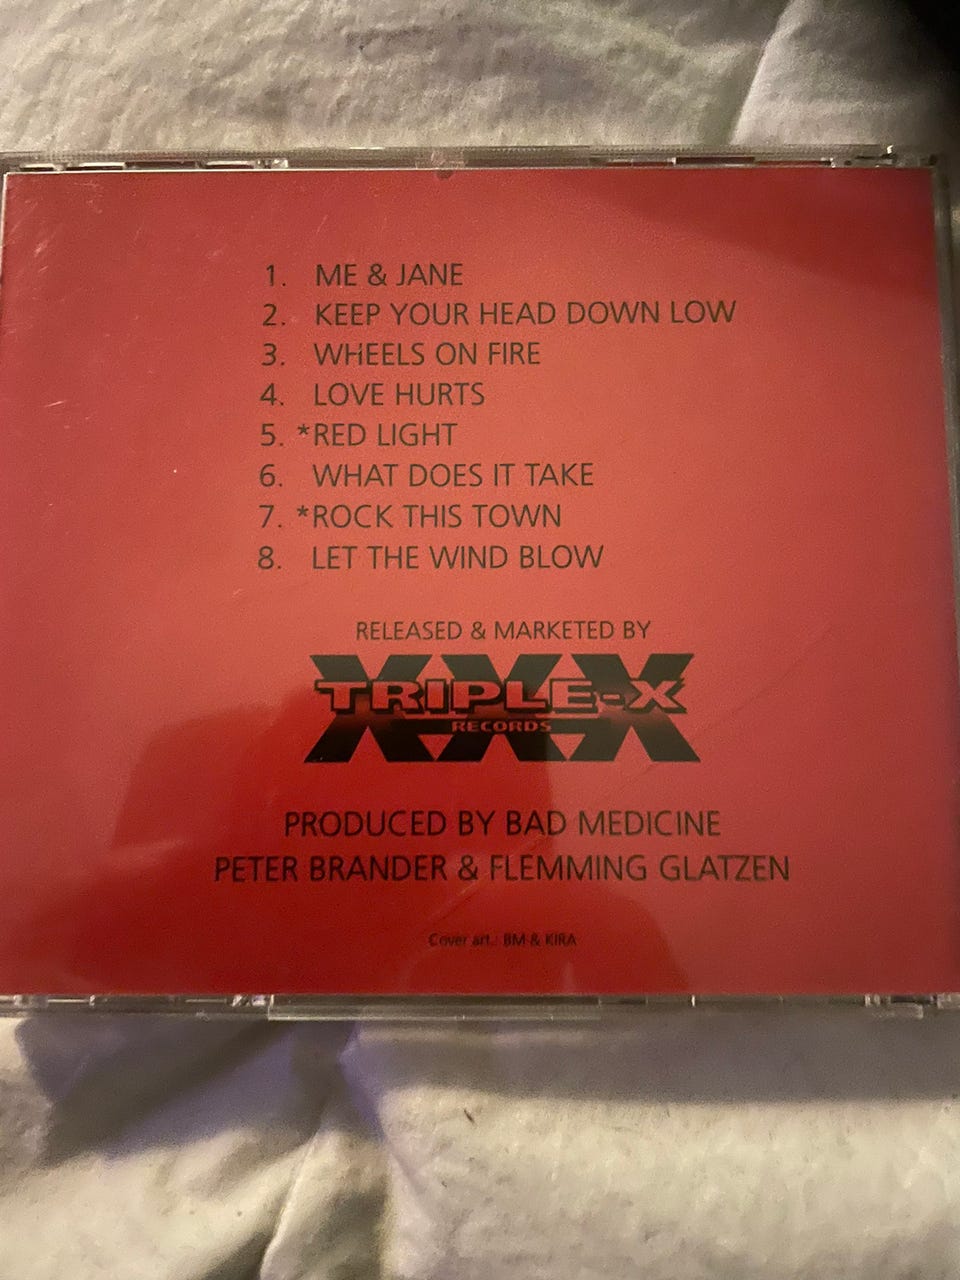 1. ME & JANE
2. KEEP YOUR HEAD DOWN LOW
3. WHEELS ON FIRE
4. LOVE HURTS
5. *RED LIGHT
6. WHAT DOES IT TAKE
7. *ROCK THIS TOWN
8. LET THE WIND BLOW
RELEASED & MARKETED BY
XXX
TRIPLE-X
RECORDS
PRODUCED BY BAD MEDICINE
PETER BRANDER & FLEMMING GLATZEN
Cover art.: BM & KIRA